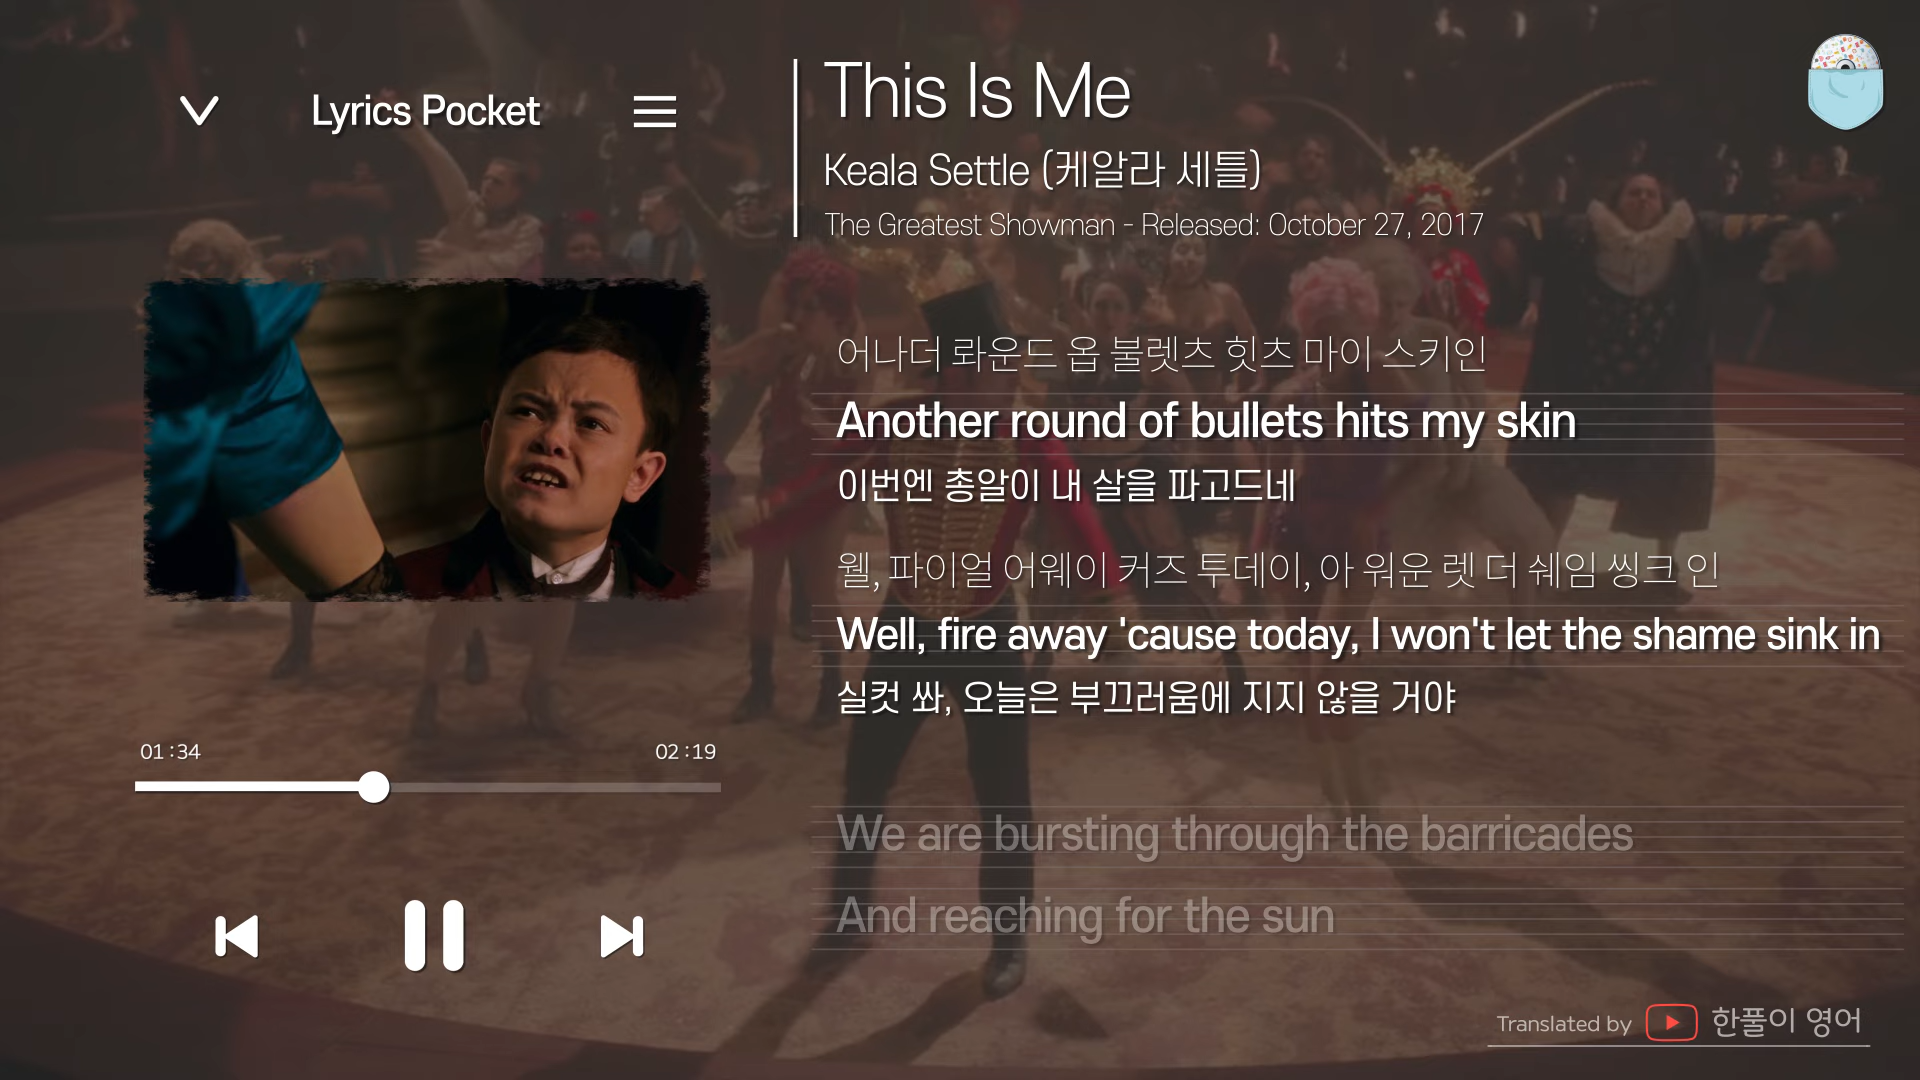 Lyrics Pocket
This Is Me
Keala Settle (케알라 세틀)
The Greatest Showman - Released: October 27, 2017
어나더 롸운드 옵 불렛츠 힛츠 마이 스키인
Another round of bullets hits my skin
이번엔 총알이 내 살을 파고드네
웰, 파이얼 어웨이 커즈 투데이, 아 워운 렛 더 쉐임 씽크 인
Well, fire away 'cause today, I won't let the shame sink in
실컷 쏴, 오늘은 부끄러움에 지지 않을 거야
01:34
02:19
We are bursting through the barricades
And reaching for the sun
Translated by 한풀이 영어